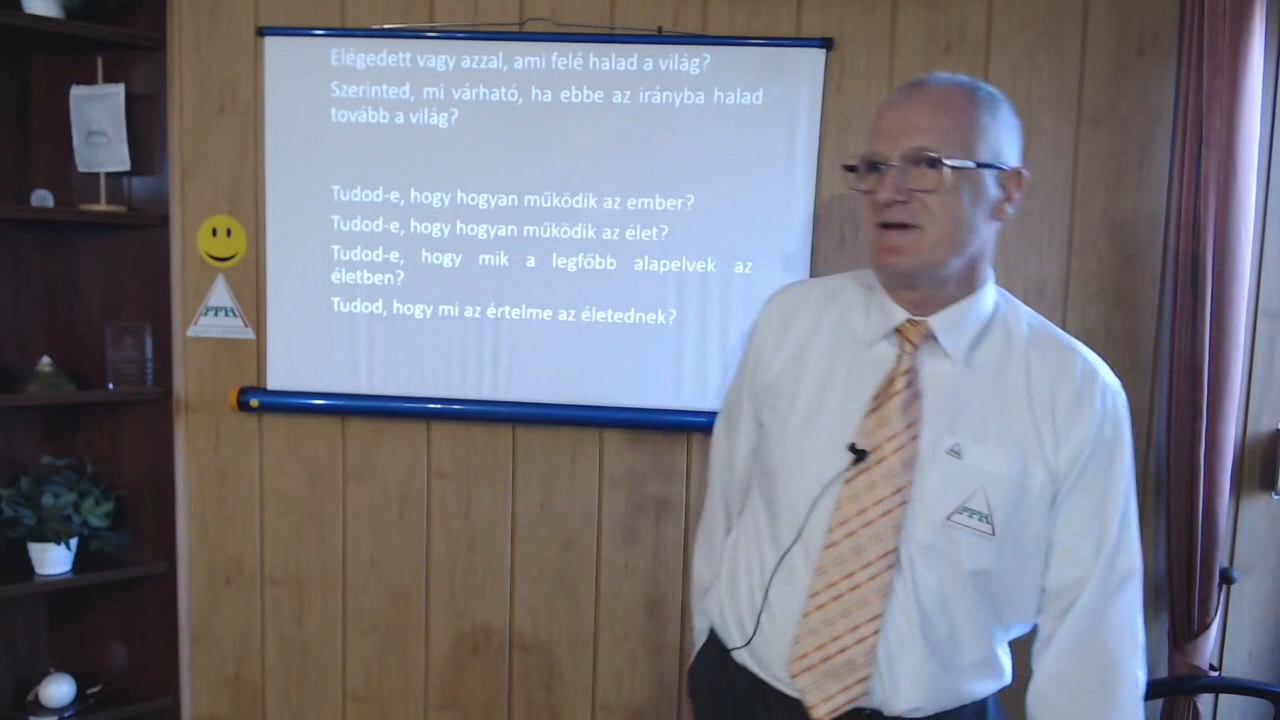 Elégedett vagy azzal, ami felé halad a világ?
Szerinted, mi várható, ha ebbe az irányba halad
tovább a világ?
Tudod-e, hogy hogyan működik az ember?
Tudod-e, hogy hogyan működik az élet?
Tudod-e, hogy mik a legfőbb alapelvek az
életben?
Tudod, hogy mi az értelme az életednek?
PPH
PPH